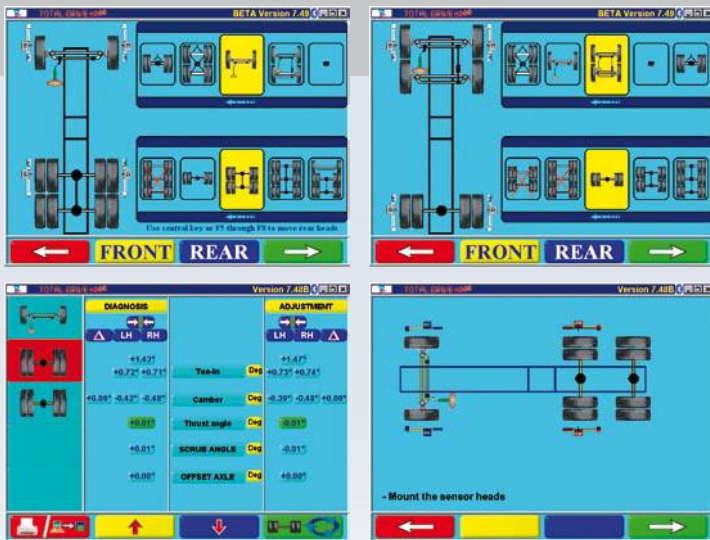 BETA Version 7.49
Use central key or F5 through F8 to move rear heads
FRONT REAR
BETA Version 7.49
FRONT REAR
Version 7.48B
DIAGNOSIS
ADJUSTMENT
Δ LH RH
LH RH Δ
+1.43°
+1.47°
+0.72° +0.71° Toe-in Deg +0.73° +0.74°
+0.09° -0.42° -0.48° Camber Deg -0.39° -0.48° +0.09°
+0.01° Thrust angle Deg -0.01°
+0.01° SCRUB ANGLE Deg -0.01°
+0.00° OFFSET AXLE Deg +0.00°
Version 7.48B
- Mount the sensor heads